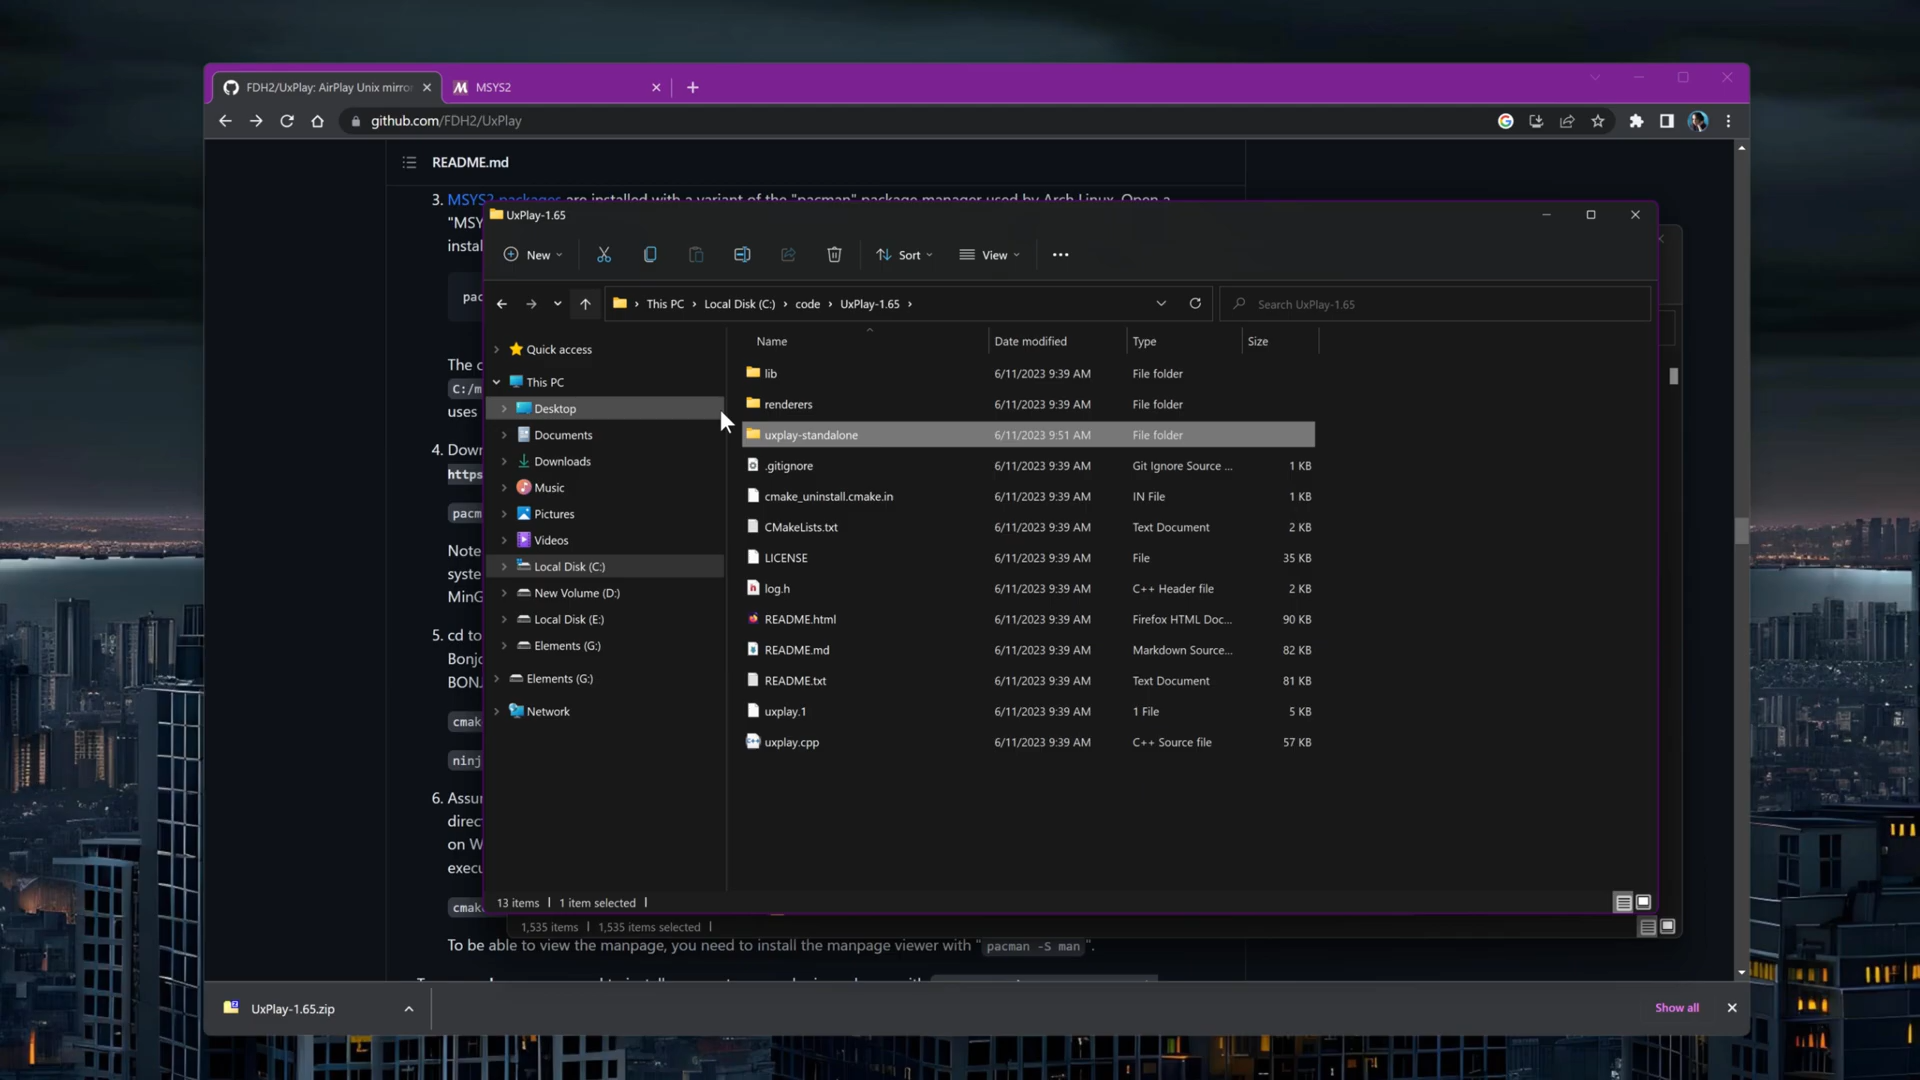 FDH2/UxPlay: AirPlay Unix mirror
MSYS2
github.com/FDH2/UxPlay
README.md
3. MSYS2 packages are installed with a variant of the "pacman" package manager used by Arch Linux. Open a
"MSY
instal
pac
The c
C:/m
uses
4. Down
https
pacm
Note
syste
MinG
5. cd to
Bonjo
BONJ
cmak
ninj
6. Assum
direc
on W
execu
cmak
UxPlay-1.65
New
Sort
View
This PC
Local Disk (C:)
code
UxPlay-1.65
Search UxPlay-1.65
Quick access
This PC
Desktop
Documents
Downloads
Music
Pictures
Videos
Local Disk (C:)
New Volume (D:)
Local Disk (E:)
Elements (G:)
Elements (G:)
Network
Name Date modified Type Size
lib 6/11/2023 9:39 AM File folder
renderers 6/11/2023 9:39 AM File folder
uxplay-standalone 6/11/2023 9:51 AM File folder
.gitignore 6/11/2023 9:39 AM Git Ignore Source ... 1 KB
cmake_uninstall.cmake.in 6/11/2023 9:39 AM IN File 1 KB
CMakeLists.txt 6/11/2023 9:39 AM Text Document 2 KB
LICENSE 6/11/2023 9:39 AM File 35 KB
log.h 6/11/2023 9:39 AM C++ Header file 2 KB
README.html 6/11/2023 9:39 AM Firefox HTML Doc... 90 KB
README.md 6/11/2023 9:39 AM Markdown Source... 82 KB
README.txt 6/11/2023 9:39 AM Text Document 81 KB
uxplay.1 6/11/2023 9:39 AM 1 File 5 KB
uxplay.cpp 6/11/2023 9:39 AM C++ Source file 57 KB
13 items 1 item selected
1,535 items 1,535 items selected
To be able to view the manpage, you need to install the manpage viewer with "pacman -S man".
UxPlay-1.65.zip
Show all